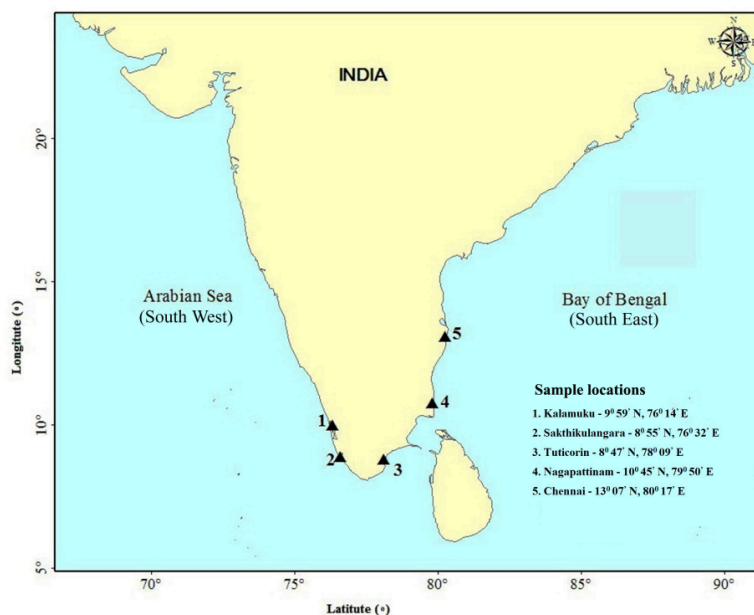 N
W
E
S
INDIA
20°
15°
10°
5°
Longitute (o)
Arabian Sea
(South West)
Bay of Bengal
(South East)
5
4
1
2
3
Sample locations
1. Kalamuku - 9⁰ 59' N, 76⁰ 14' E
2. Sakthikulangara - 8⁰ 55' N, 76⁰ 32' E
3. Tuticorin - 8⁰ 47' N, 78⁰ 09' E
4. Nagapattinam - 10⁰ 45' N, 79⁰ 50' E
5. Chennai - 13⁰ 07' N, 80⁰ 17' E
70° 75° 80° 85° 90°
Latitute (o)